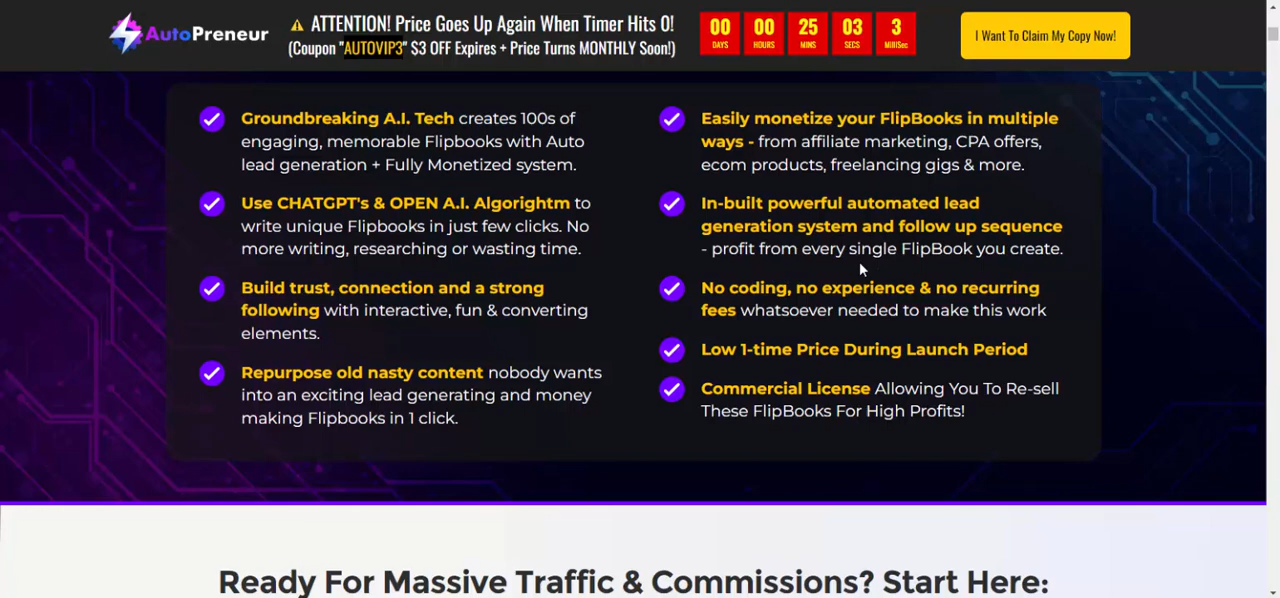 AutoPreneur
ATTENTION! Price Goes Up Again When Timer Hits 0!
(Coupon "AUTOVIP3" $3 OFF Expires + Price Turns MONTHLY Soon!)
00 00 25 03 3
DAYS HOURS MINS SECS MilliSec
I Want To Claim My Copy Now!
Groundbreaking A.I. Tech creates 100s of
engaging, memorable Flipbooks with Auto
lead generation + Fully Monetized system.
Use CHATGPT's & OPEN A.I. Algorightm to
write unique Flipbooks in just few clicks. No
more writing, researching or wasting time.
Build trust, connection and a strong
following with interactive, fun & converting
elements.
Repurpose old nasty content nobody wants
into an exciting lead generating and money
making Flipbooks in 1 click.
Easily monetize your FlipBooks in multiple
ways - from affiliate marketing, CPA offers,
ecom products, freelancing gigs & more.
In-built powerful automated lead
generation system and follow up sequence
- profit from every single FlipBook you create.
No coding, no experience & no recurring
fees whatsoever needed to make this work
Low 1-time Price During Launch Period
Commercial License Allowing You To Re-sell
These FlipBooks For High Profits!
Ready For Massive Traffic & Commissions? Start Here: